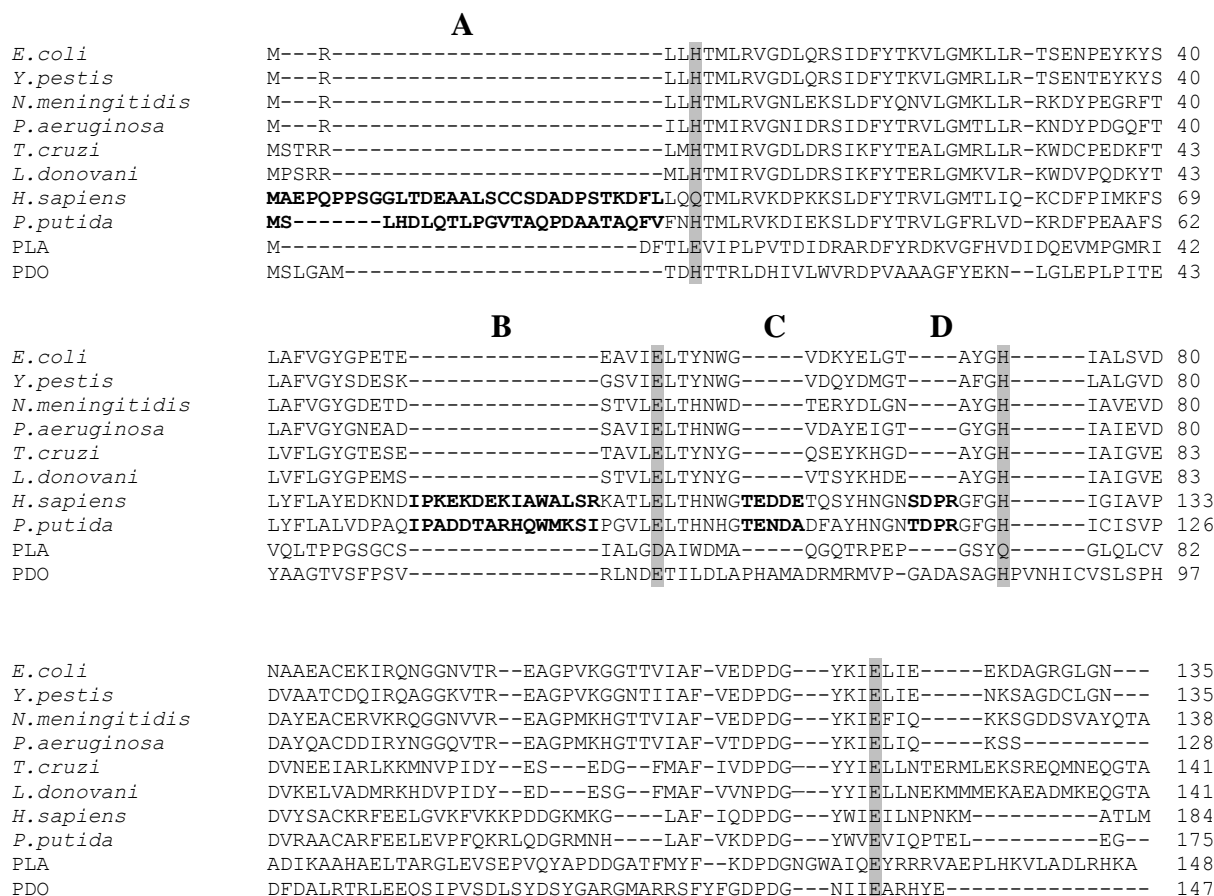 A
E.coli M---R--------------------------LLHTMLRVGDLQRSIDFYTKVLGMKLLR-TSENPEYKYS 40
Y.pestis M---R--------------------------LLHTMLRVGDLQRSIDFYTKVLGMRLLR-TSENTEYKYS 40
N.meningitidis M---R--------------------------LLHTMLRVGNLEKSLDFYQNVLGMKLLR-RKDYPEGRFT 40
P.aeruginosa M---R--------------------------ILHTMIRVGNIDRSIDFYTRVLGMTLLR-KNDYPDGQFT 40
T.cruzi MSTRR--------------------------LMHTMIRVGDLDRSIKFYTEALGMRLLR-KWDCPEDKFT 43
L.donovani MPSRR--------------------------MLHTMIRVGDLDRSIKFYTERLGMKVLR-KWDVPQDKYT 43
H.sapiens MAEPQPPSGGLTDEAALSCCSDADPSTKDFLLQQTMLRVKDPKKSLDFYTRVLGMTLIQ-KCDFPIMKFS 69
P.putida MS-------LHDLQTLPGVTAQPDAATAQFVFNHTMLRVKDIEKSLDFYTRVLGFRLVD-KRDFPEAAFS 62
PLA M----------------------------DFTLEVIPLPVTDIDRARDFYRDKVGFHVDIDQEVMPGMRI 42
PDO MSLGAM-------------------------TDHTTRLDHIVLWVRDPVAAAGFYEKN--LGLEPLPITE 43
B C D
E.coli LAFVGYGPETE---------------EAVIELTYNWG-----VDKYELGT----AYGH------IALSVD 80
Y.pestis LAFVGYSDESK---------------GSVIELTYNWG-----VDQYDMGT----AFGH------LALGVD 80
N.meningitidis LAFVGYGDETD---------------STVLELTHNWD-----TERYDLGN----AYGH------IAVEVD 80
P.aeruginosa LAFVGYGNEAD---------------SAVIELTHNWG-----VDAYEIGT----GYGH------IAIEVD 80
T.cruzi LVFLGYGTESE---------------TAVLELTYNYG-----QSEYKHGD----AYGH------IAIGVE 83
L.donovani LVFLGYGPEMS---------------STVLELTYNYG-----VTSYKHDE----AYGH------IAIGVE 83
H.sapiens LYFLAYEDKNDIPKEKDEKIAWALSRKATLELTHNWGTEDDETQSYHNGNSDPRGFGH------IGIAVP 133
P.putida LYFLALVDPAQIPADDTARHQWMKSIPGVLELTHNHGTENDADFAYHNGNTDPRGFGH------ICISVP 126
PLA VQLTPPGSGCS---------------IALGDAIWDMA-----QGQTRPEP----GSYQ------GLQLCV 82
PDO YAAGTVSFPSV---------------RLNDETILDLAPHAMADRMRMVP-GADASAGHPVNHICVSLSPH 97
E.coli NAAEACEKIRQNGGNVTR--EAGPVKGGTTVIAF-VEDPDG---YKIELIE-----EKDAGRGLGN--- 135
Y.pestis DVAATCDQIRQAGGKVTR--EAGPVKGGNTIIAF-VEDPDG---YKIELIE-----NKSAGDCLGN--- 135
N.meningitidis DAYEACERVKRQGGNVVR--EAGPMKHGTTVIAF-VEDPDG---YKIEFIQ-----KKSGDDSVAYQTA 138
P.aeruginosa DAYQACDDIRYNGGQVTR--EAGPMKHGTTVIAF-VTDPDG---YKIELIQ-----KSS---------- 128
T.cruzi DVNEEIARLKKMNVPIDY--ES---EDG--FMAF-IVDPDG—--YYIELLNTERMLEKSREQMNEQGTA 141
L.donovani DVKELVADMRKHDVPIDY--ED---ESG--FMAF-VVNPDG---YYIELLNEKMMMEKAEADMKEQGTA 141
H.sapiens DVYSACKRFEELGVKFVKKPDDGKMKG----LAF-IQDPDG---YWIEILNPNKM----------ATLM 184
P.putida DVRAACARFEELEVPFQKRLQDGRMNH----LAF-VKDPDG---YWVEVIQPTEL-----------EG- 175
PLA ADIKAAHAELTARGLEVSEPVQYAPDDGATFMYF-KDPDGNGWAIQEYRRRVAEPLHKVLADLRHKA 148
PDO DFDALRTRLEEQSIPVSDLSYDSYGARGMARRSFYFGDPDG---NIIEARHYE---------------- 147